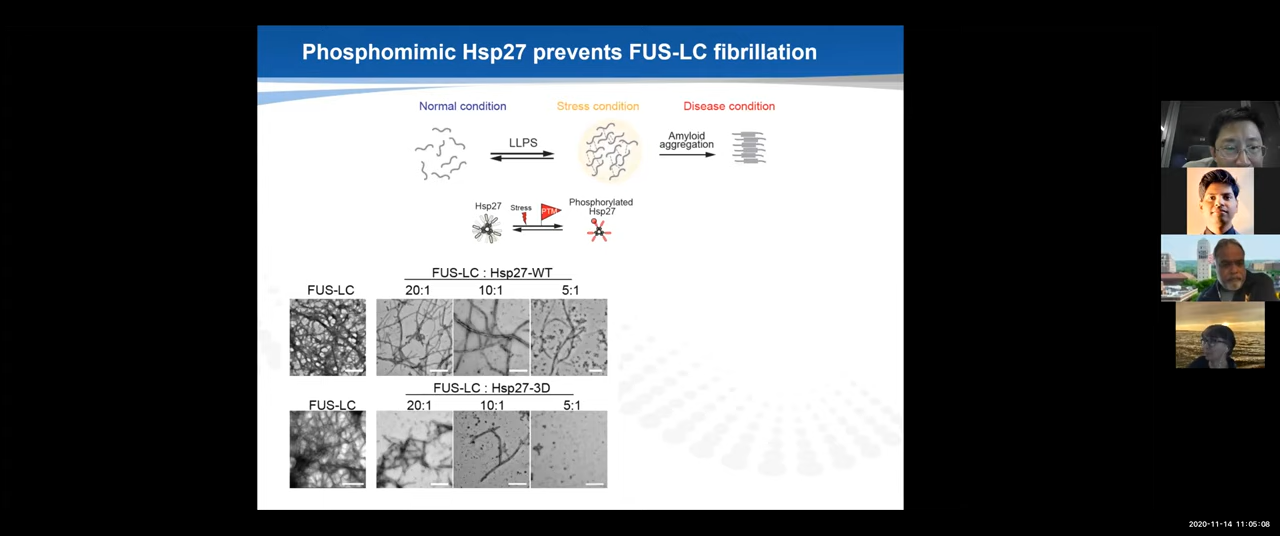 Phosphomimic Hsp27 prevents FUS-LC fibrillation
Normal condition
Stress condition
Disease condition
LLPS
Amyloid
aggregation
Hsp27
Stress
PTM
Phosphorylated
Hsp27
FUS-LC : Hsp27-WT
FUS-LC
20:1
10:1
5:1
FUS-LC : Hsp27-3D
FUS-LC
20:1
10:1
5:1
2020-11-14 11:05:08